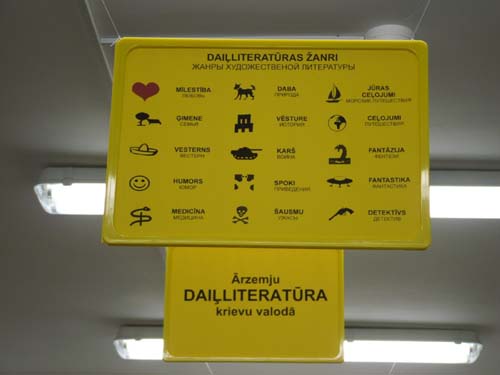 DAIĻLITERATŪRAS ŽANRI
ЖАНРЫ ХУДОЖЕСТВЕНОЙ ЛИТЕРАТУРЫ
MĪLESTĪBA
ЛЮБОВЬ
DABA
ПРИРОДА
JŪRAS
CEĻOJUMI
МОРСКИЕ ПУТЕШЕСТВИЯ
ĢIMENE
СЕМЬЯ
VĒSTURE
ИСТОРИЯ
CEĻOJUMI
ПУТЕШЕСТВИЯ
VESTERNS
ВЕСТЕРН
KARŠ
ВОЙНА
FANTĀZIJA
ФЕНТЕЗИ
HUMORS
ЮМОР
SPOKI
ПРИВЕДЕНИЯ
FANTASTIKA
ФАНТАСТИКА
MEDICĪNA
МЕДИЦИНА
ŠAUSMU
УЖАСЫ
DETEKTĪVS
ДЕТЕКТИВ
Ārzemju
DAIĻLITERATŪRA
krievu valodā